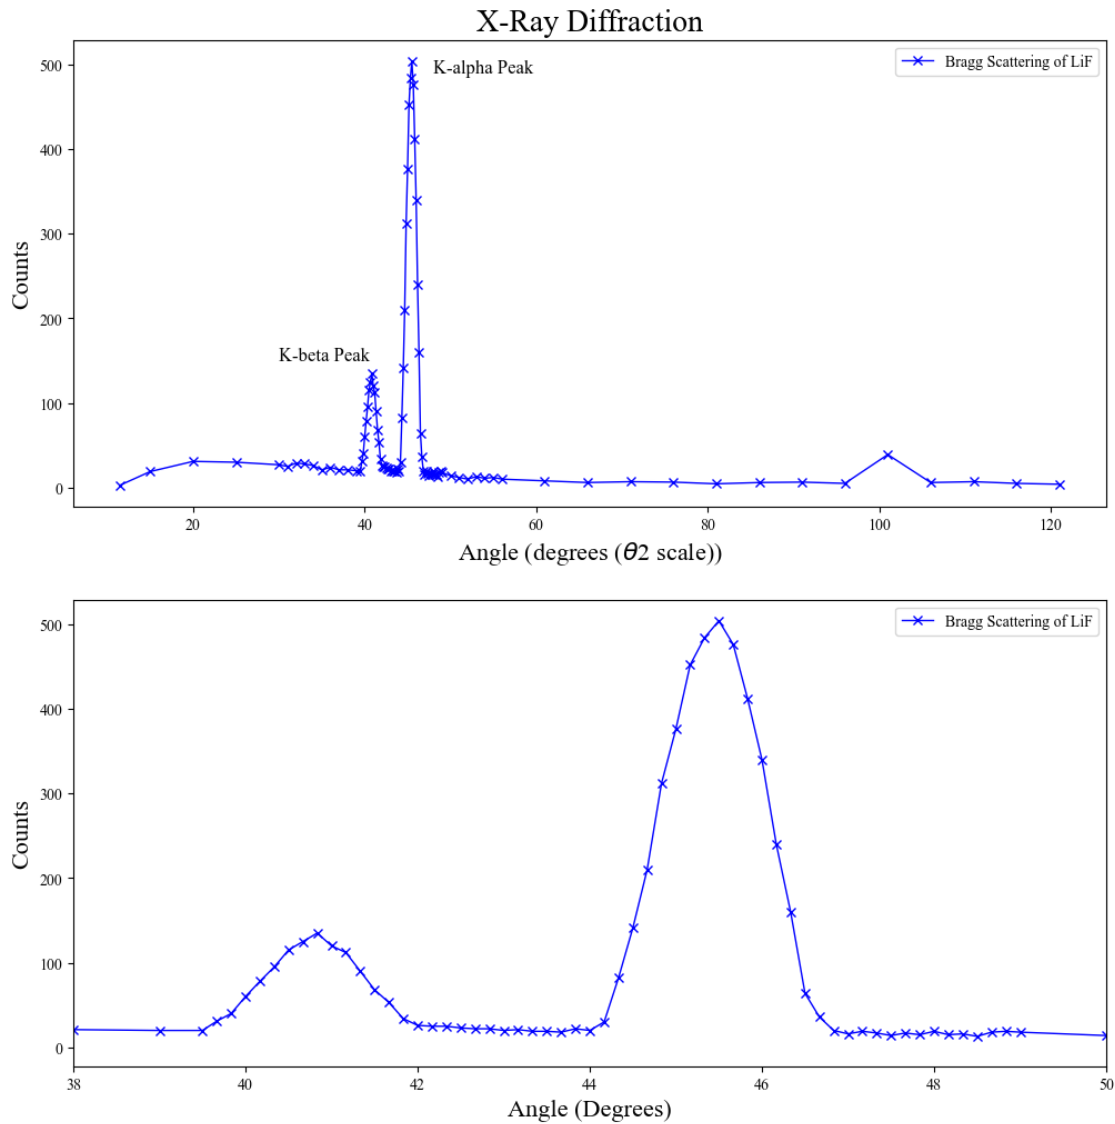 X-Ray Diffraction
Bragg Scattering of LiF
K-alpha Peak
K-beta Peak
Counts
500
400
300
200
100
0
20
40
60
80
100
120
Angle (degrees (θ2 scale))
Bragg Scattering of LiF
Counts
500
400
300
200
100
0
38
40
42
44
46
48
50
Angle (Degrees)